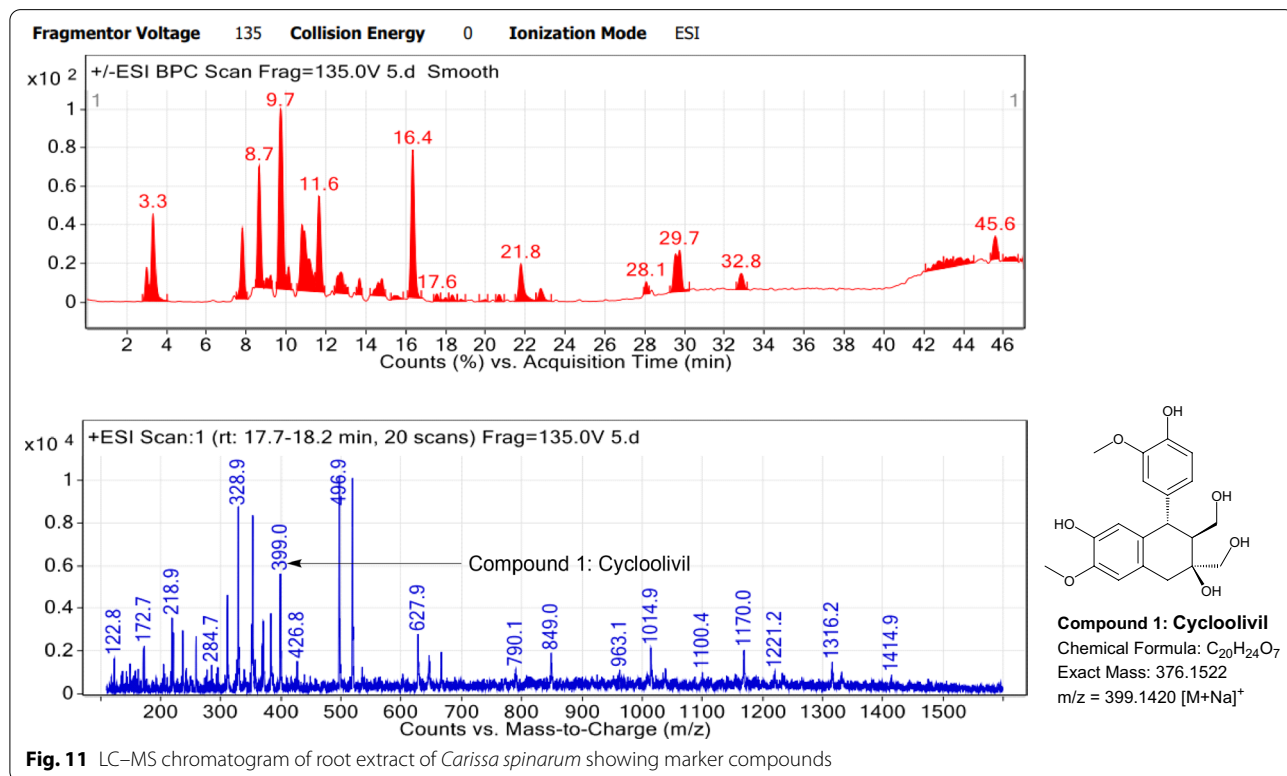 Fragmentor Voltage 135 Collision Energy 0 Ionization Mode ESI
x10 2
+/-ESI BPC Scan Frag=135.0V 5.d Smooth
1 1
1
0.8
0.6
0.4
0.2
0
3.3 8.7 9.7 11.6 16.4 17.6 21.8 28.1 29.7 32.8 45.6
2 4 6 8 10 12 14 16 18 20 22 24 26 28 30 32 34 36 38 40 42 44 46
Counts (%) vs. Acquisition Time (min)
x10 4
+ESI Scan:1 (rt: 17.7-18.2 min, 20 scans) Frag=135.0V 5.d
1
0.8
0.6
0.4
0.2
0
122.8 172.7 218.9 284.7 328.9 399.0 426.8 496.9 627.9 790.1 849.0 963.1 1014.9 1100.4 1170.0 1221.2 1316.2 1414.9
Compound 1: Cycloolivil
100 200 300 400 500 600 700 800 900 1000 1100 1200 1300 1400 1500
Counts vs. Mass-to-Charge (m/z)
OH
O
OH
HO
OH
O
OH
Compound 1: Cycloolivil
Chemical Formula: C₂₀H₂₄O₇
Exact Mass: 376.1522
m/z = 399.1420 [M+Na]⁺
Fig. 11 LC–MS chromatogram of root extract of Carissa spinarum showing marker compounds